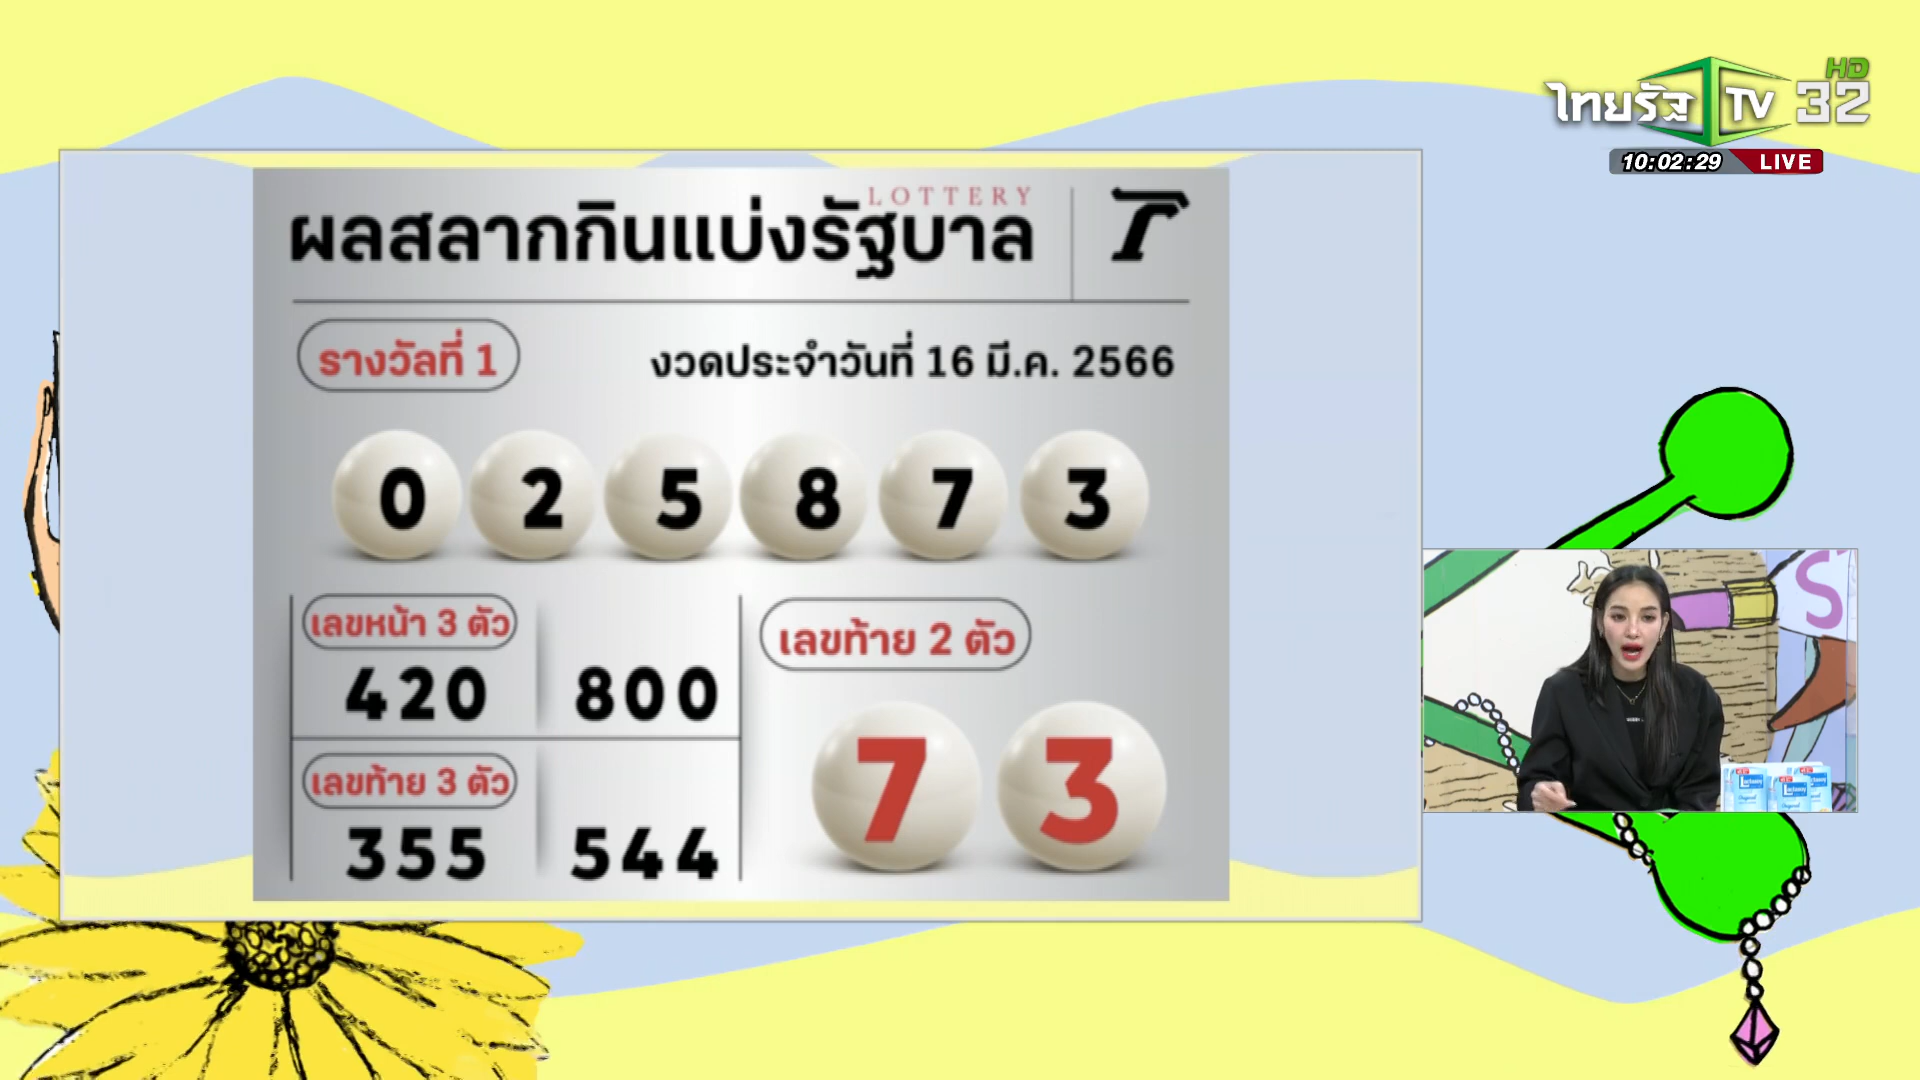 ไทยรัฐ TV 32 HD
10:02:29 LIVE
LOTTERY
ผลสลากกินแบ่งรัฐบาล
รางวัลที่ 1
งวดประจำวันที่ 16 มี.ค. 2566
0 2 5 8 7 3
เลขหน้า 3 ตัว
420 800
เลขท้าย 3 ตัว
355 544
เลขท้าย 2 ตัว
7 3